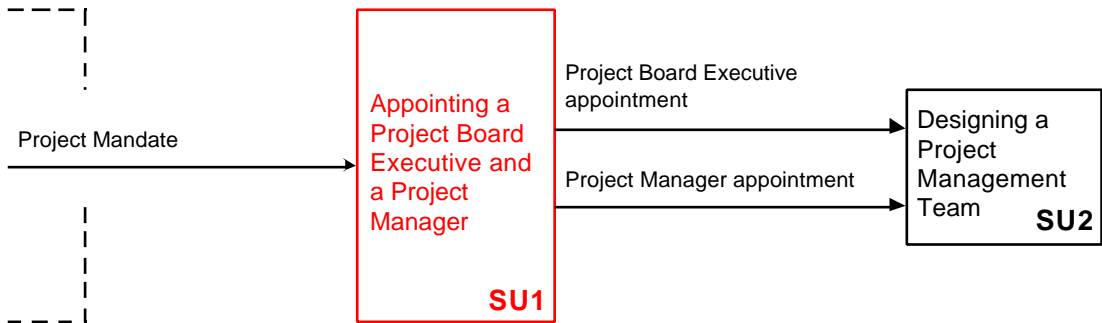 Project Mandate
Appointing a
Project Board
Executive and
a Project
Manager
SU1
Project Board Executive
appointment
Project Manager appointment
Designing a
Project
Management
Team
SU2